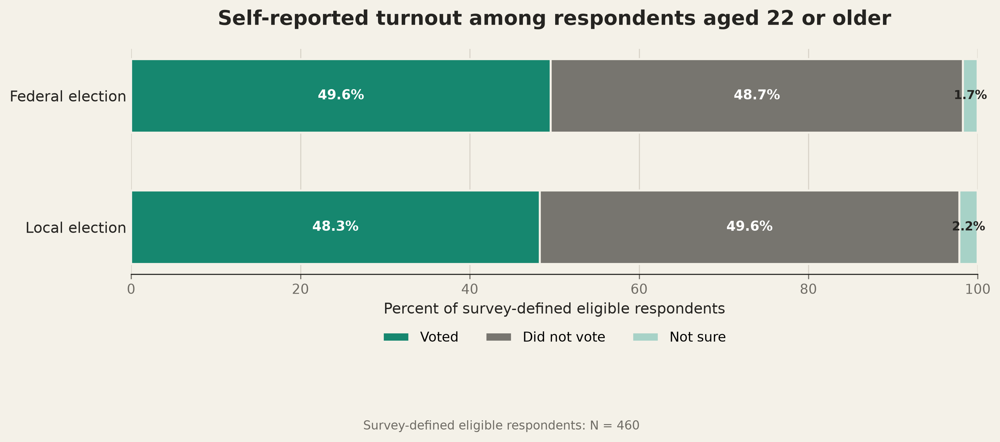 Self-reported turnout among respondents aged 22 or older
Federal election
49.6%
48.7%
1.7%
Local election
48.3%
49.6%
2.2%
0 20 40 60 80 100
Percent of survey-defined eligible respondents
Voted Did not vote Not sure
Survey-defined eligible respondents: N = 460